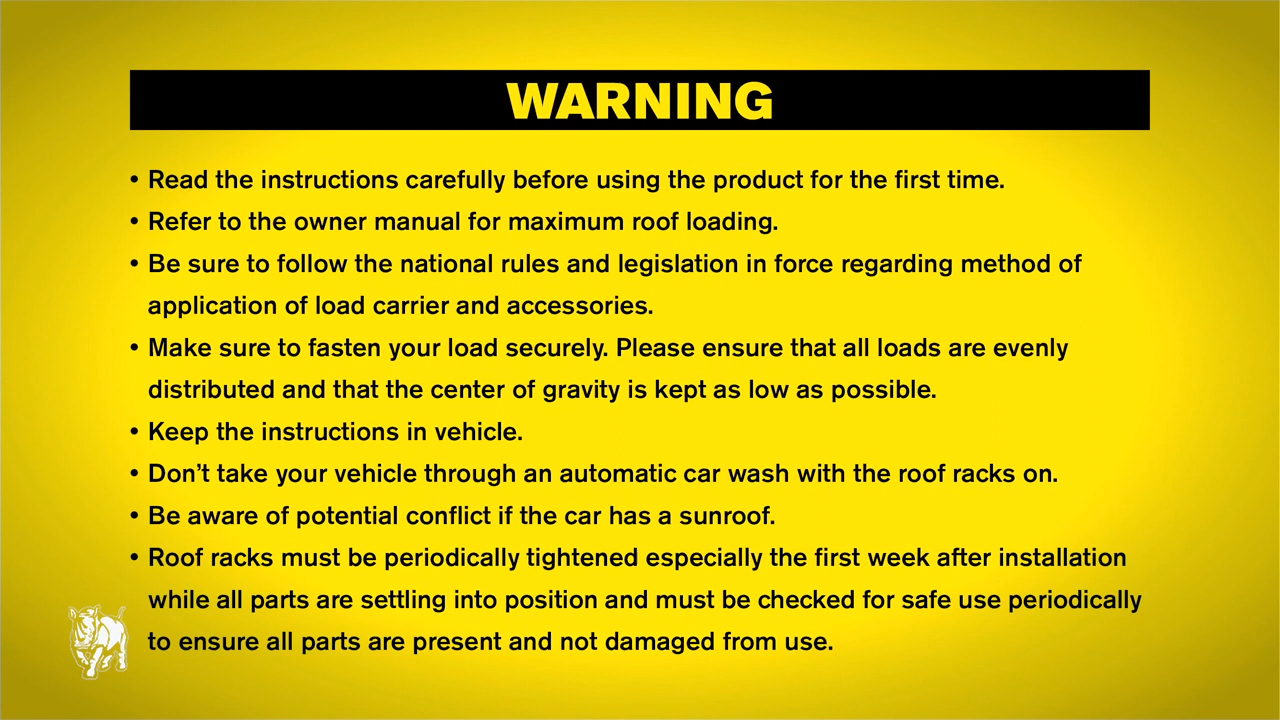 WARNING
• Read the instructions carefully before using the product for the first time.
• Refer to the owner manual for maximum roof loading.
• Be sure to follow the national rules and legislation in force regarding method of
application of load carrier and accessories.
• Make sure to fasten your load securely. Please ensure that all loads are evenly
distributed and that the center of gravity is kept as low as possible.
• Keep the instructions in vehicle.
• Don’t take your vehicle through an automatic car wash with the roof racks on.
• Be aware of potential conflict if the car has a sunroof.
• Roof racks must be periodically tightened especially the first week after installation
while all parts are settling into position and must be checked for safe use periodically
to ensure all parts are present and not damaged from use.